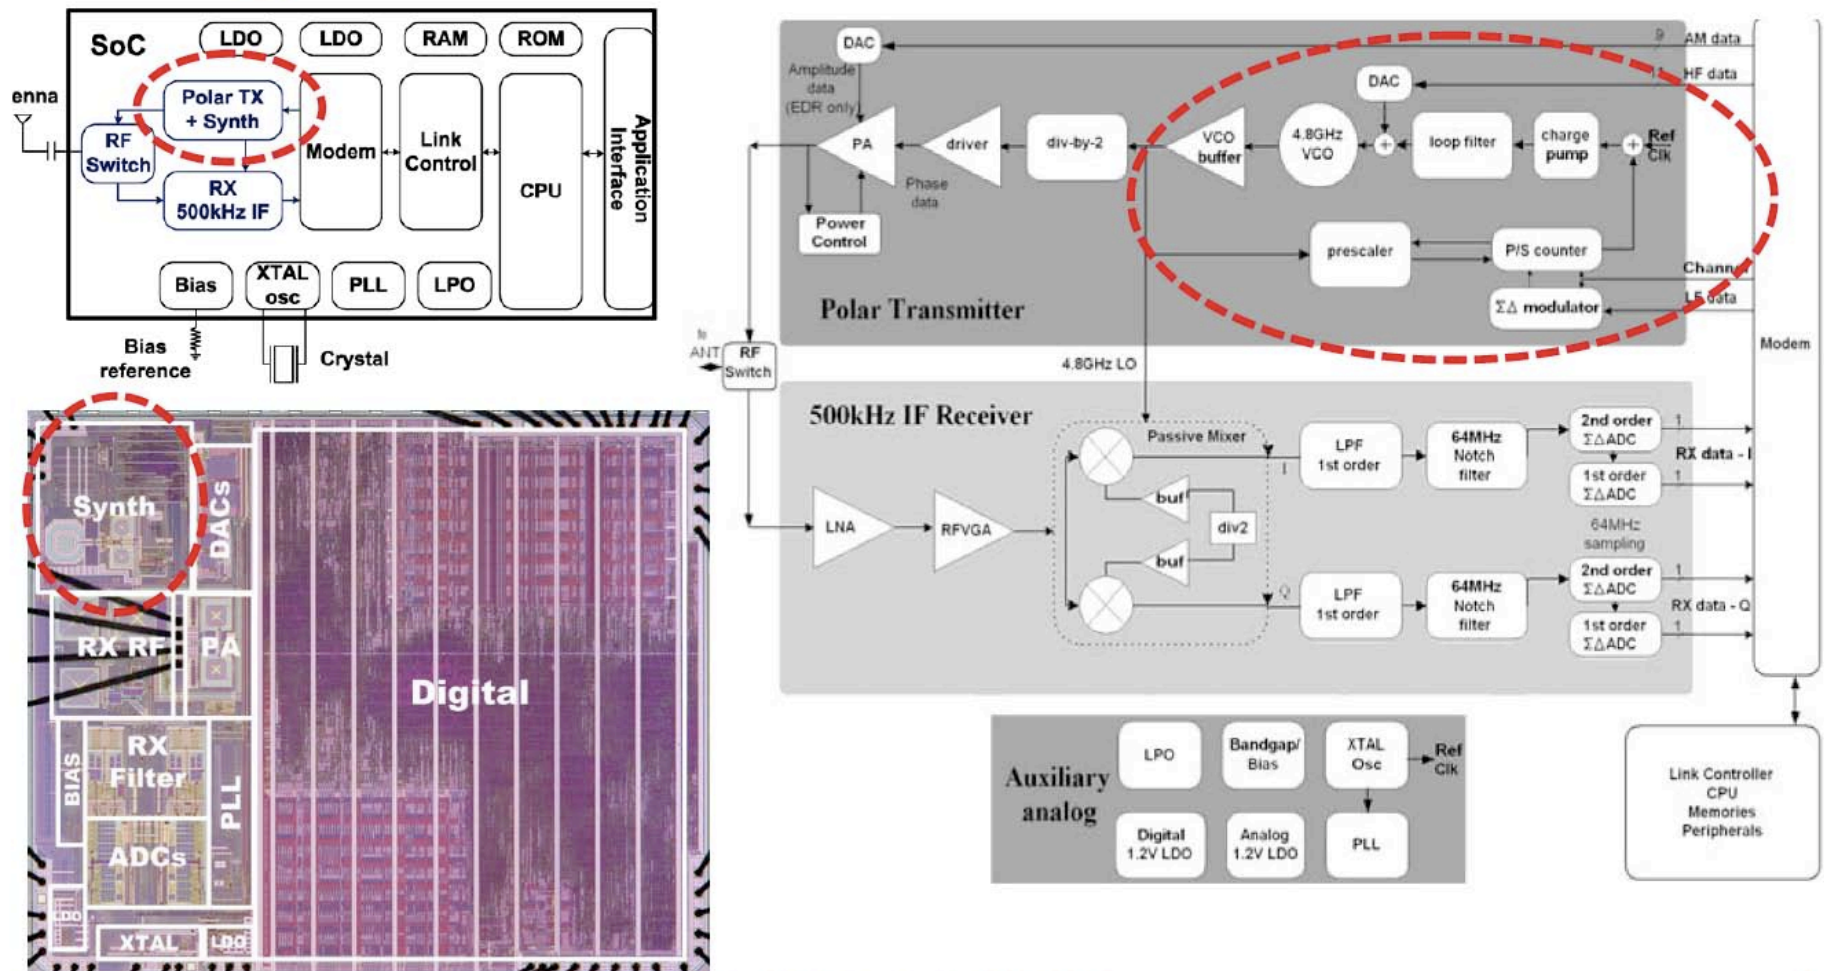 SoC
LDO
LDO
RAM
ROM
enna
Polar TX
+ Synth
RF
Switch
RX
500kHz IF
Modem
Link
Control
CPU
Application
Interface
Bias
XTAL
osc
PLL
LPO
Bias
reference
Crystal
Synth
DACs
RX RF
PA
Digital
BIAS
RX
Filter
PLL
ADCs
LDO
XTAL
LDO
DAC
9
AM data
Amplitude
data
(EDR only)
DAC
HF data
PA
driver
div-by-2
VCO
buffer
4.8GHz
VCO
+
loop filter
charge
pump
+
Ref
Clk
Phase
data
Power
Control
prescaler
P/S counter
Channel
LF data
ΣΔ modulator
Polar Transmitter
Modem
ANT
RF
Switch
4.8GHz LO
500kHz IF Receiver
Passive Mixer
I
LPF
1st order
64MHz
Notch
filter
2nd order
ΣΔADC
1
RX data - I
1st order
ΣΔADC
1
LNA
RFVGA
buf
div2
buf
64MHz
sampling
Q
LPF
1st order
64MHz
Notch
filter
2nd order
ΣΔADC
1
RX data - Q
1st order
ΣΔADC
1
Auxiliary
analog
LPO
Bandgap/
Bias
XTAL
Osc
Ref
Clk
Digital
1.2V LDO
Analog
1.2V LDO
PLL
Link Controller
CPU
Memories
Peripherals